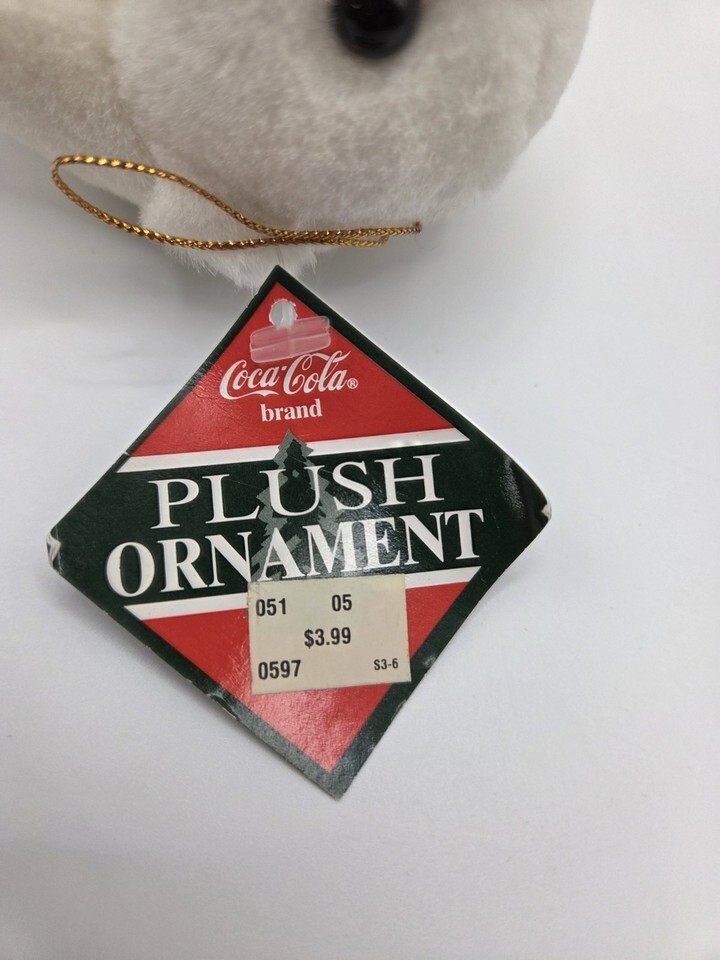 Coca-Cola®
brand
PLUSH
ORNAMENT
051 05
$3.99
0597 S3-6